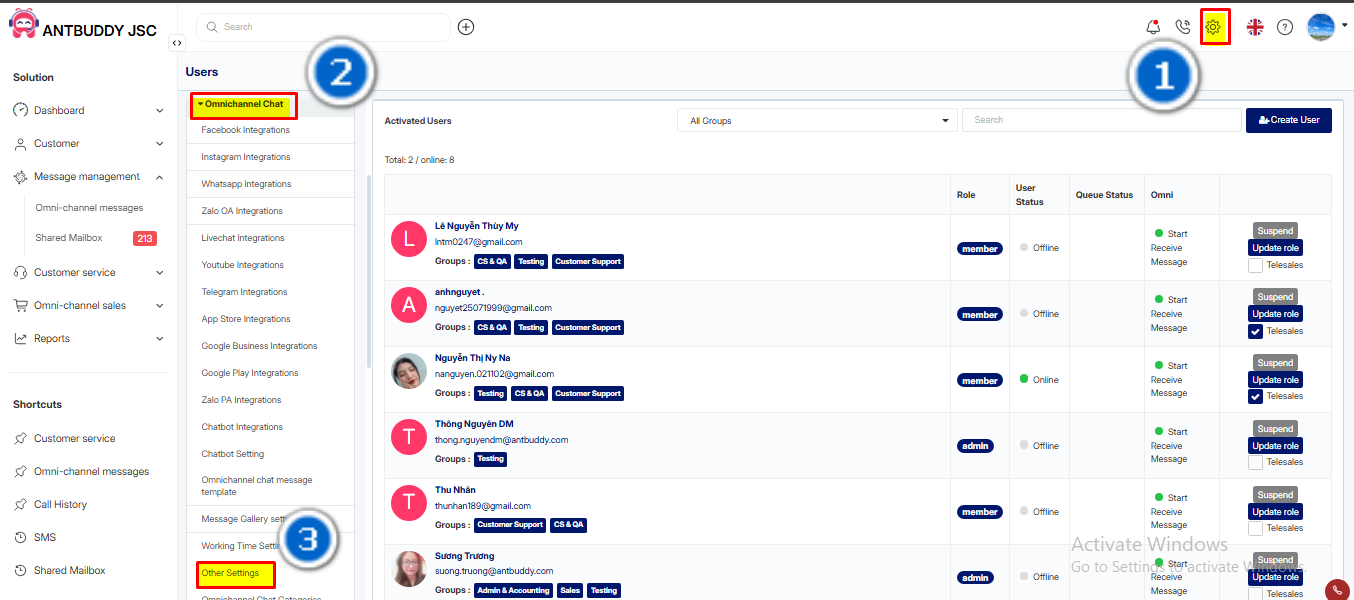 ANTBUDDY JSC
Search
1
2
Solution
Dashboard
Customer
Message management
Omni-channel messages
Shared Mailbox 213
Customer service
Omni-channel sales
Reports
Shortcuts
Customer service
Omni-channel messages
Call History
SMS
Shared Mailbox
Users
Omnichannel Chat
Facebook Integrations
Instagram Integrations
Whatsapp Integrations
Zalo OA Integrations
Livechat Integrations
Youtube Integrations
Telegram Integrations
App Store Integrations
Google Business Integrations
Google Play Integrations
Zalo PA Integrations
Chatbot Integrations
Chatbot Setting
Omnichannel chat message
template
Message Gallery
Working Time
3
Other Settings
Omnichannel Chat Categories
Activated Users
All Groups
Search
Create User
Total: 2 / online: 8
Role User Status Queue Status Omni
L
Lê Nguyễn Thùy My
lntm0247@gmail.com
Groups : CS & QA Testing Customer Support
member
Offline
Start
Receive
Message
Suspend
Update role
Telesales
A
anhnguyet .
nguyet25071999@gmail.com
Groups : CS & QA Testing Customer Support
member
Offline
Start
Receive
Message
Suspend
Update role
Telesales
Nguyễn Thị Ny Na
nanguyen.021102@gmail.com
Groups : Testing CS & QA Customer Support
member
Online
Start
Receive
Message
Suspend
Update role
Telesales
T
Thông Nguyên DM
thong.nguyendm@antbuddy.com
Groups : Testing
admin
Offline
Start
Receive
Message
Suspend
Update role
Telesales
T
Thu Nhân
thunhan189@gmail.com
Groups : Customer Support CS & QA
member
Offline
Start
Receive
Message
Suspend
Update role
Telesales
Sương Trương
suong.truong@antbuddy.com
Groups : Admin & Accounting Sales Testing
admin
Offline
Start
Receive
Message
Suspend
Update role
Telesales
Activate Windows
Go to Settings to activate Windows.